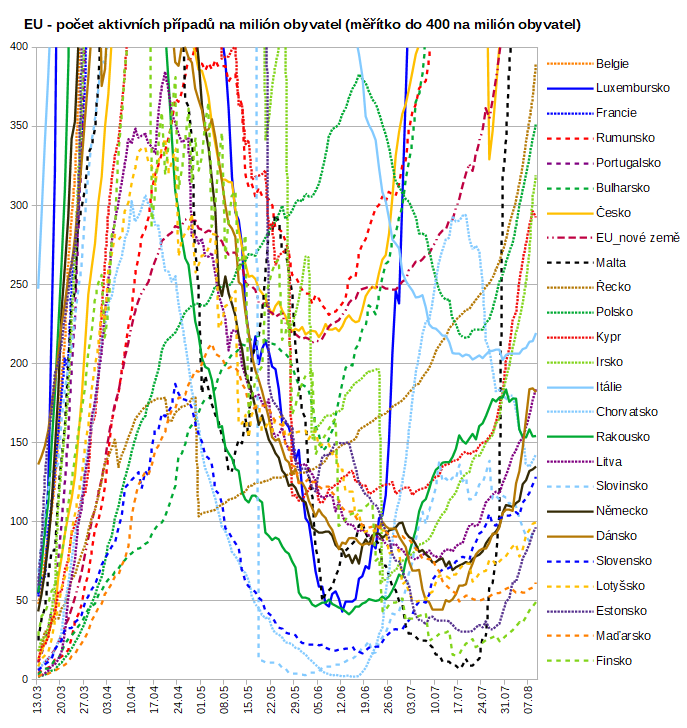 EU - počet aktivních případů na milión obyvatel (měřítko do 400 na milión obyvatel)
400
350
300
250
200
150
100
50
0
13.03 20.03 27.03 03.04 10.04 17.04 24.04 01.05 08.05 15.05 22.05 29.05 05.06 12.06 19.06 26.06 03.07 10.07 17.07 24.07 31.07 07.08
Belgie
Luxembursko
Francie
Rumunsko
Portugalsko
Bulharsko
Česko
EU_nové země
Malta
Řecko
Polsko
Kypr
Irsko
Itálie
Chorvatsko
Rakousko
Litva
Slovinsko
Německo
Dánsko
Slovensko
Lotyšsko
Estonsko
Maďarsko
Finsko